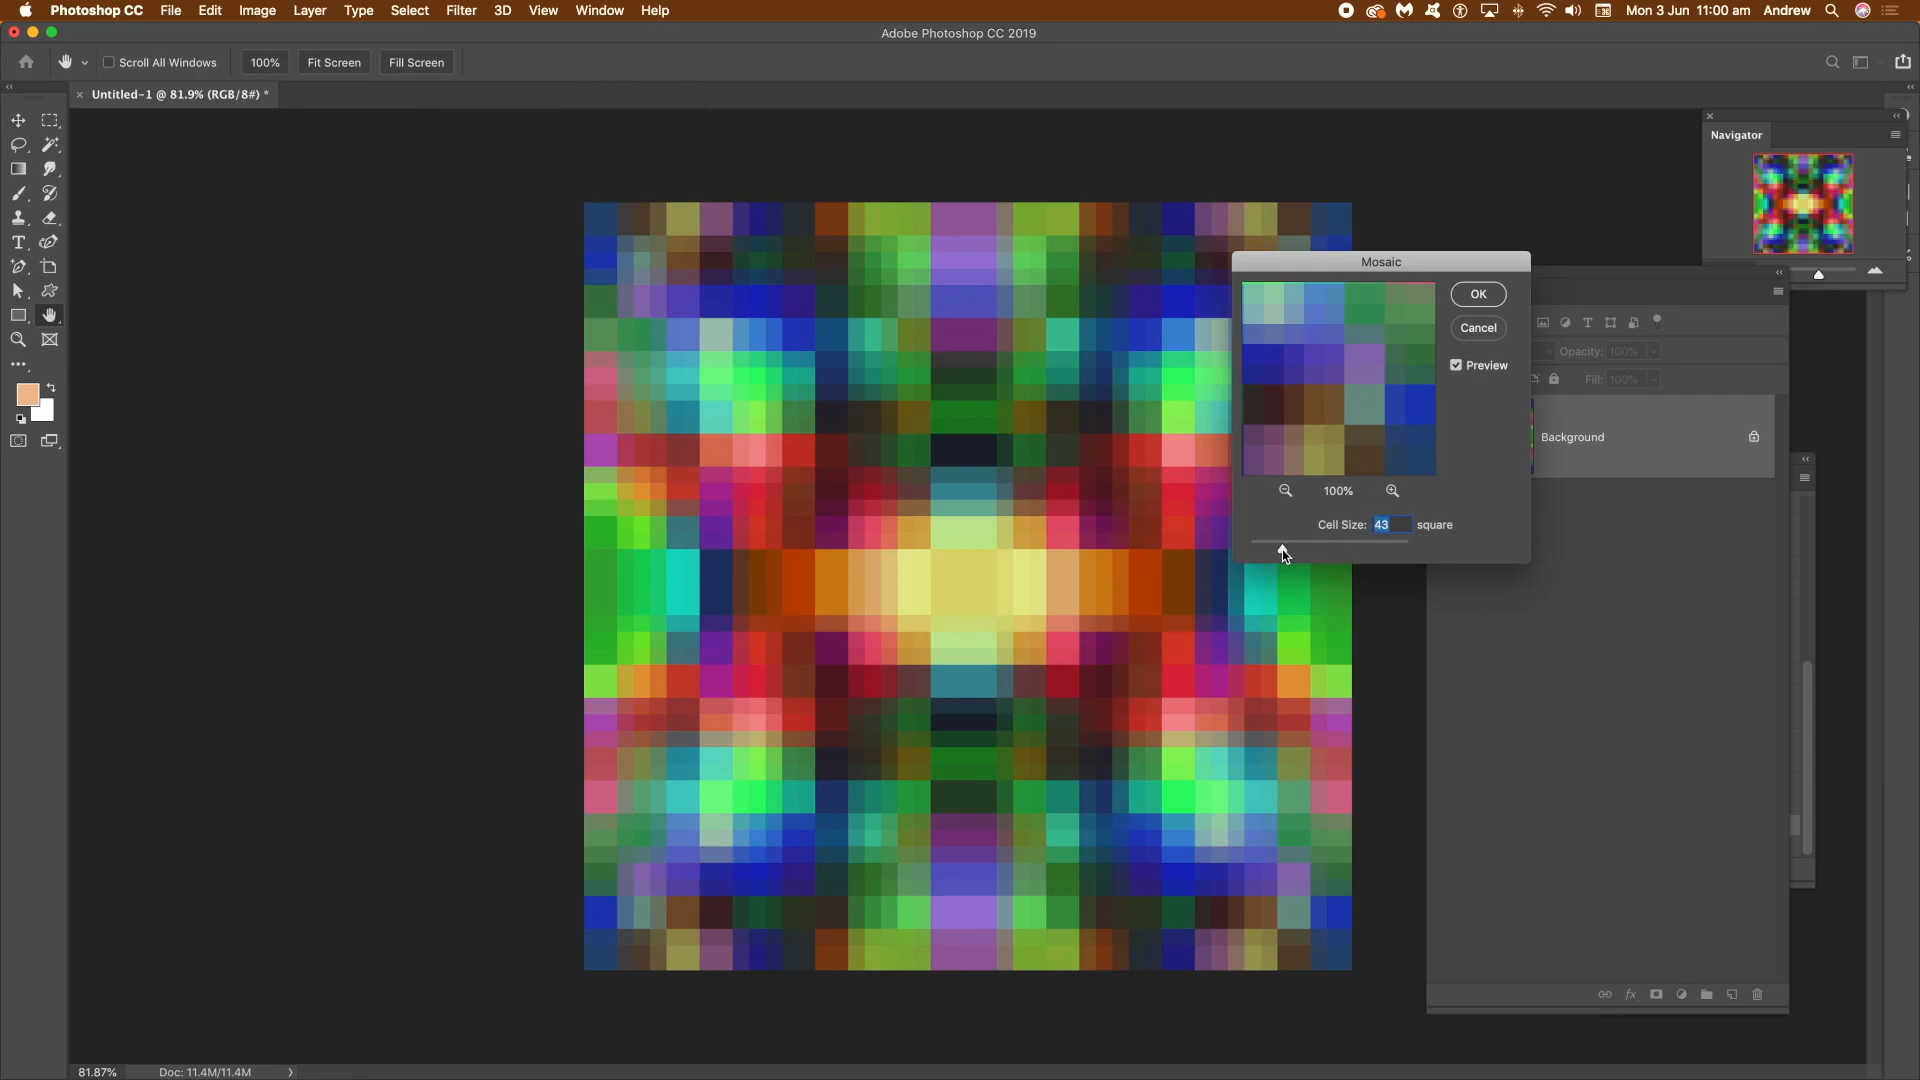 Photoshop CC File Edit Image Layer Type Select Filter 3D View Window Help Mon 3 Jun 11:00 am Andrew
Adobe Photoshop CC 2019
Scroll All Windows 100% Fit Screen Fill Screen
Untitled-1 @ 81.9% (RGB/8#) *
Navigator
Mosaic
OK
Cancel
Preview
Opacity: 100%
Fill: 100%
Background
100%
Cell Size: 43 square
fx
81.87% Doc: 11.4M/11.4M